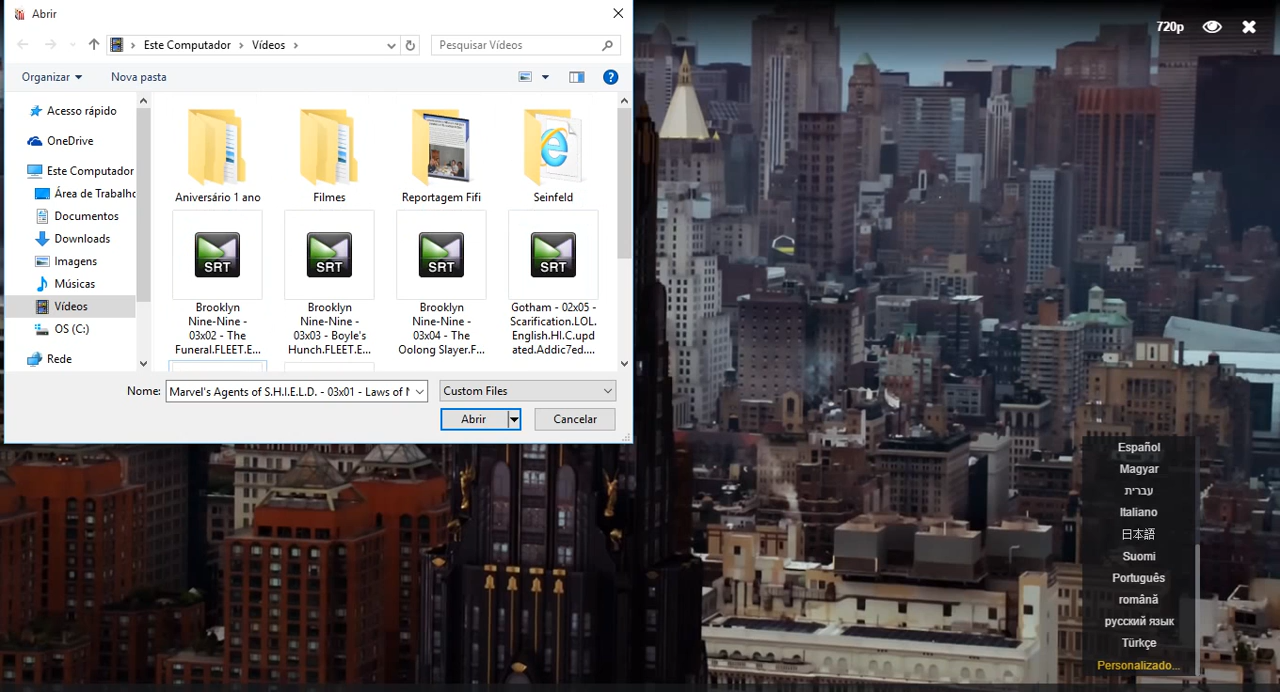 Abrir
Este Computador
Vídeos
Pesquisar Vídeos
Organizar
Nova pasta
?
Acesso rápido
OneDrive
Este Computador
Área de Trabalho
Documentos
Downloads
Imagens
Músicas
Vídeos
OS (C:)
Rede
Aniversário 1 ano
Filmes
Reportagem Fifi
Seinfeld
SRT
SRT
SRT
SRT
Brooklyn
Nine-Nine -
03x02 - The
Funeral.FLEET.E...
Brooklyn
Nine-Nine -
03x03 - Boyle's
Hunch.FLEET.E...
Brooklyn
Nine-Nine -
03x04 - The
Oolong Slayer.F...
Gotham - 02x05 -
Scarification.LOL.
English.HI.C.upd
ated.Addic7ed....
Nome:
Marvel's Agents of S.H.I.E.L.D. - 03x01 - Laws of
Custom Files
Abrir
Cancelar
720p
Español
Magyar
עברית
Italiano
日本語
Suomi
Português
română
русский язык
Türkçe
Personalizado...